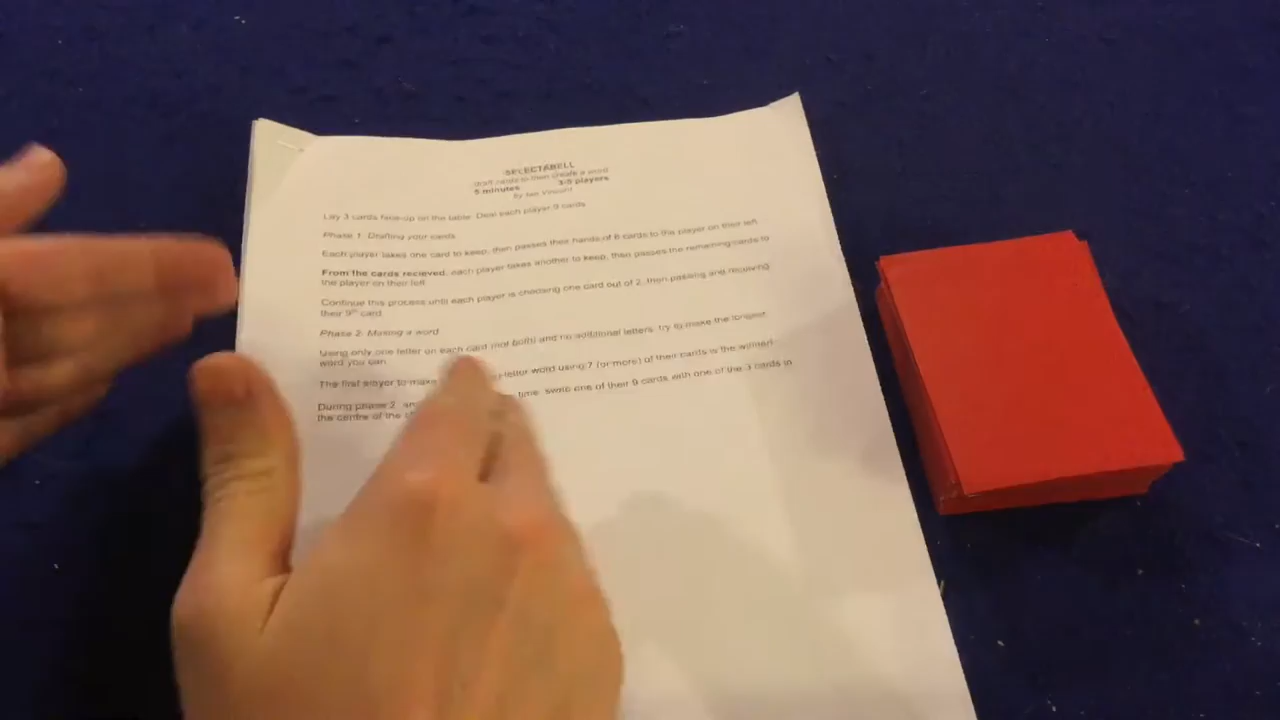 SELECTABELL
draft cards to then create a word
5 minutes 3-5 players
by Ian Vincent
Lay 3 cards face-up on the table. Deal each player 9 cards.
Phase 1: Drafting your cards
Each player takes one card to keep, then passes their hands of 8 cards to the player on their left.
From the cards recieved, each player takes another to keep, then passes the remaining cards to
the player on their left.
Continue this process until each player is choosing one card out of 2, then passing and receiving
their 9th card.
Phase 2: Making a word
Using only one letter on each card (not both) and no additional letters, try to make the longest
word you can.
The first player to make letter word using 7 (or more) of their cards is the winner!
During phase 2, time, swap one of their 9 cards with one of the 3 cards in
the centre of the